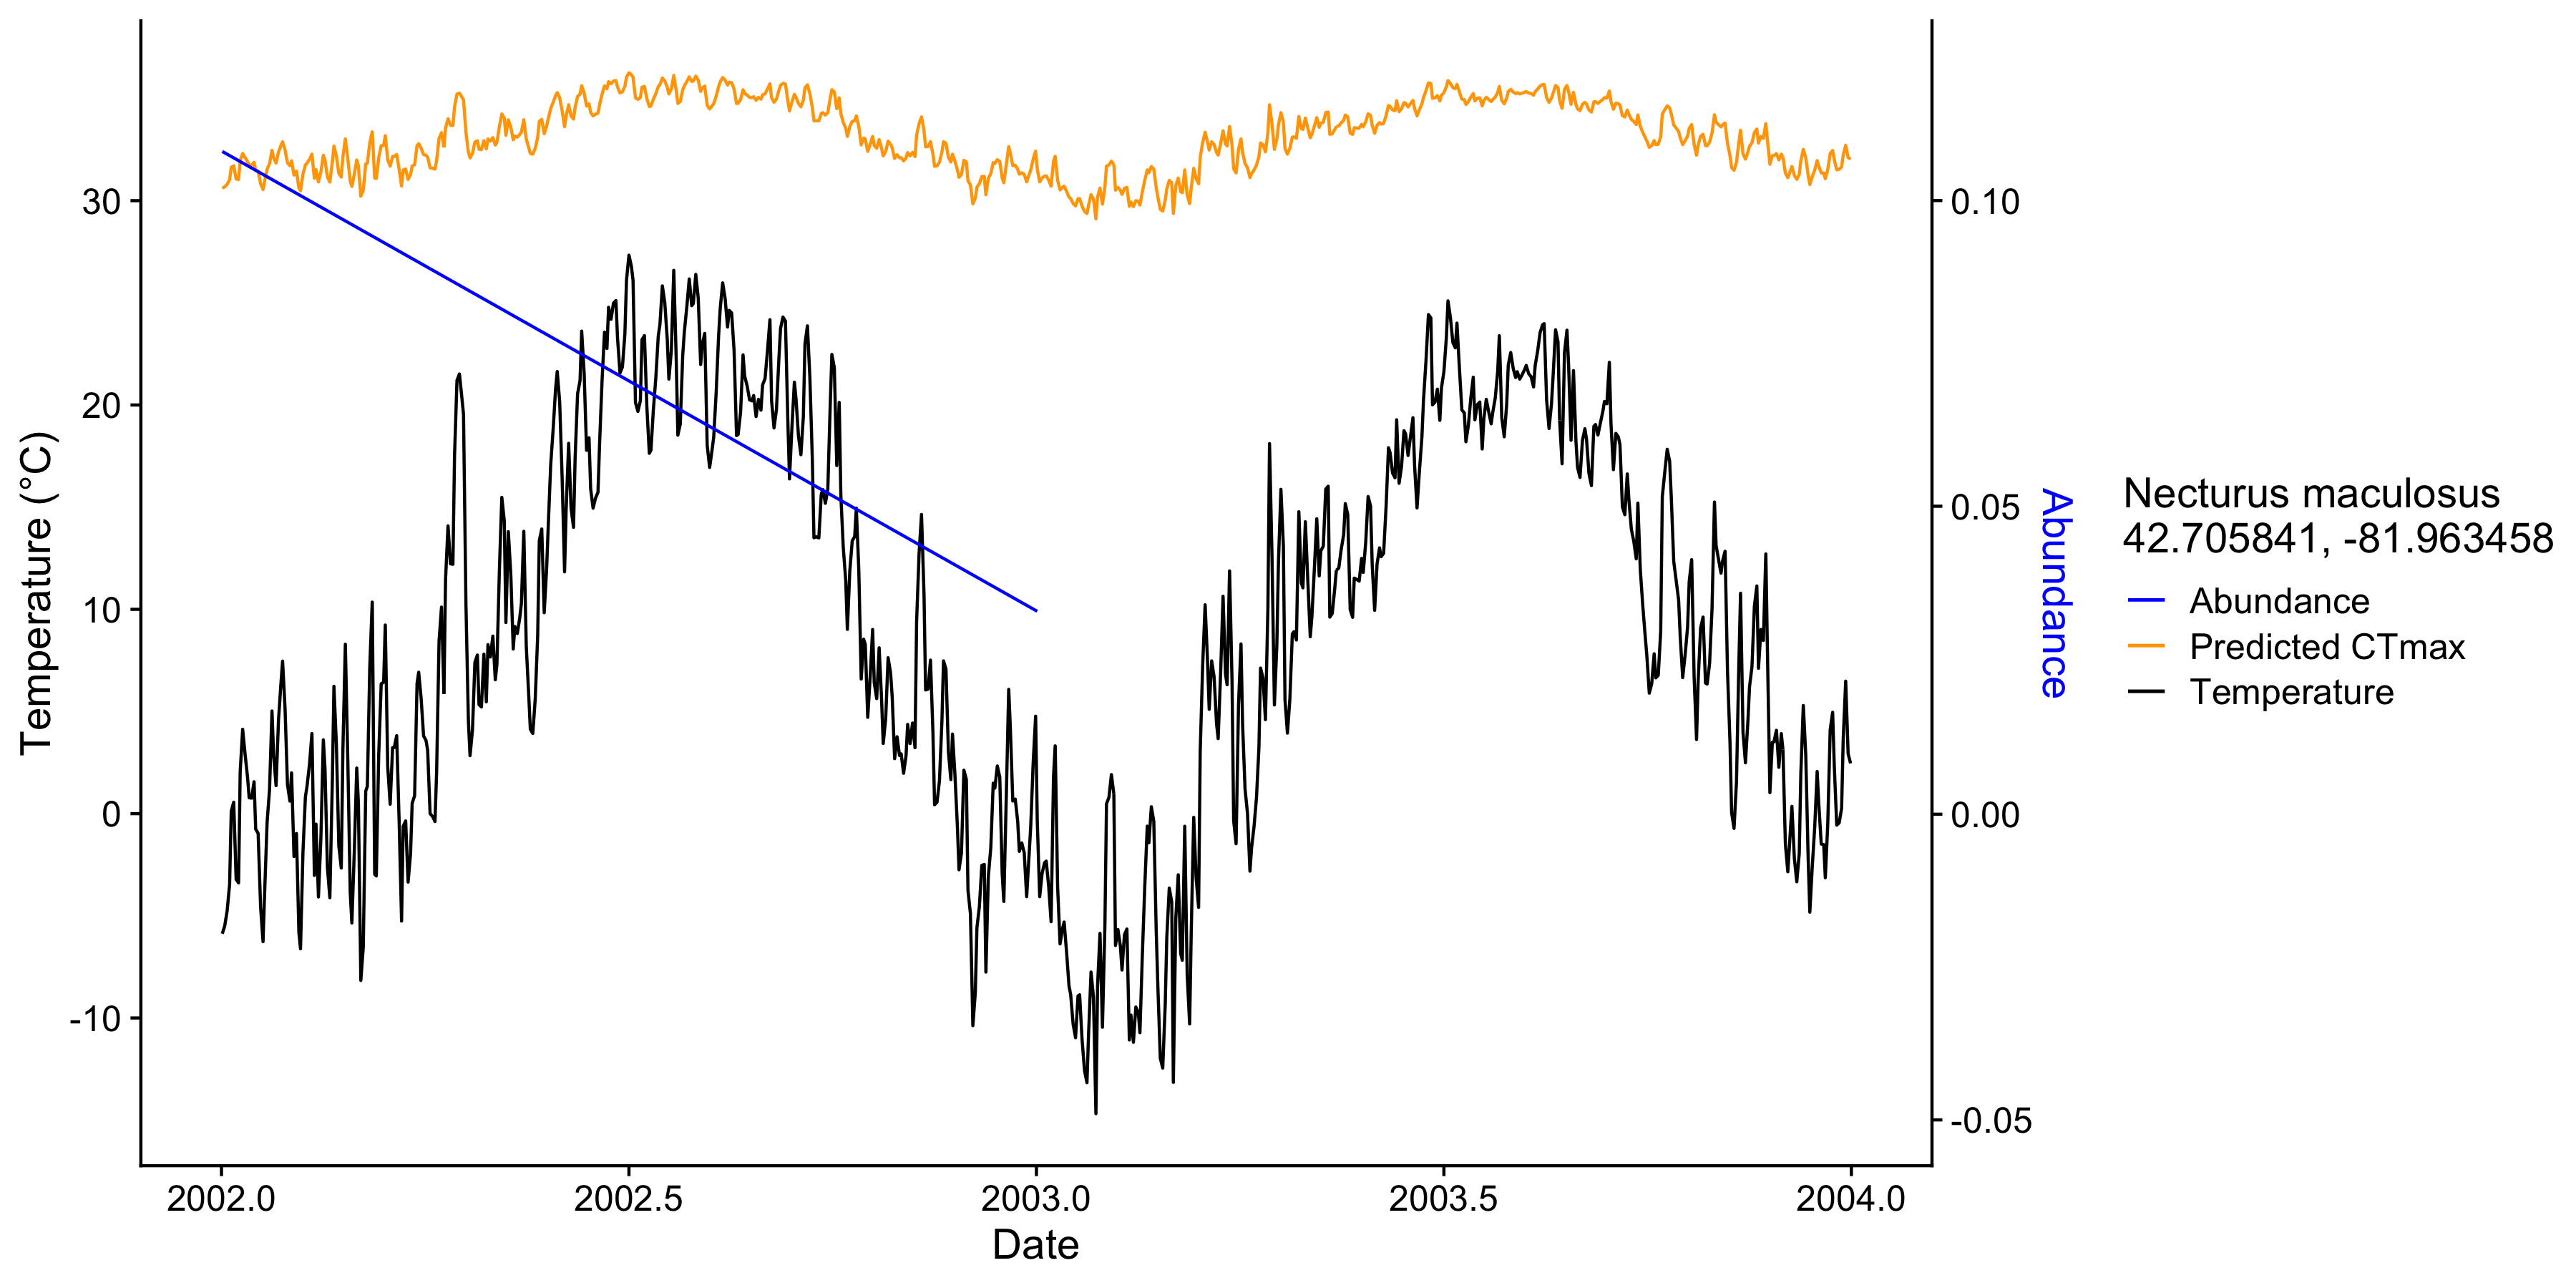 Temperature (°C)
30
20
10
0
-10
2002.0
2002.5
2003.0
2003.5
2004.0
Date
0.10
0.05
0.00
-0.05
Abundance
Necturus maculosus
42.705841, -81.963458
Abundance
Predicted CTmax
Temperature